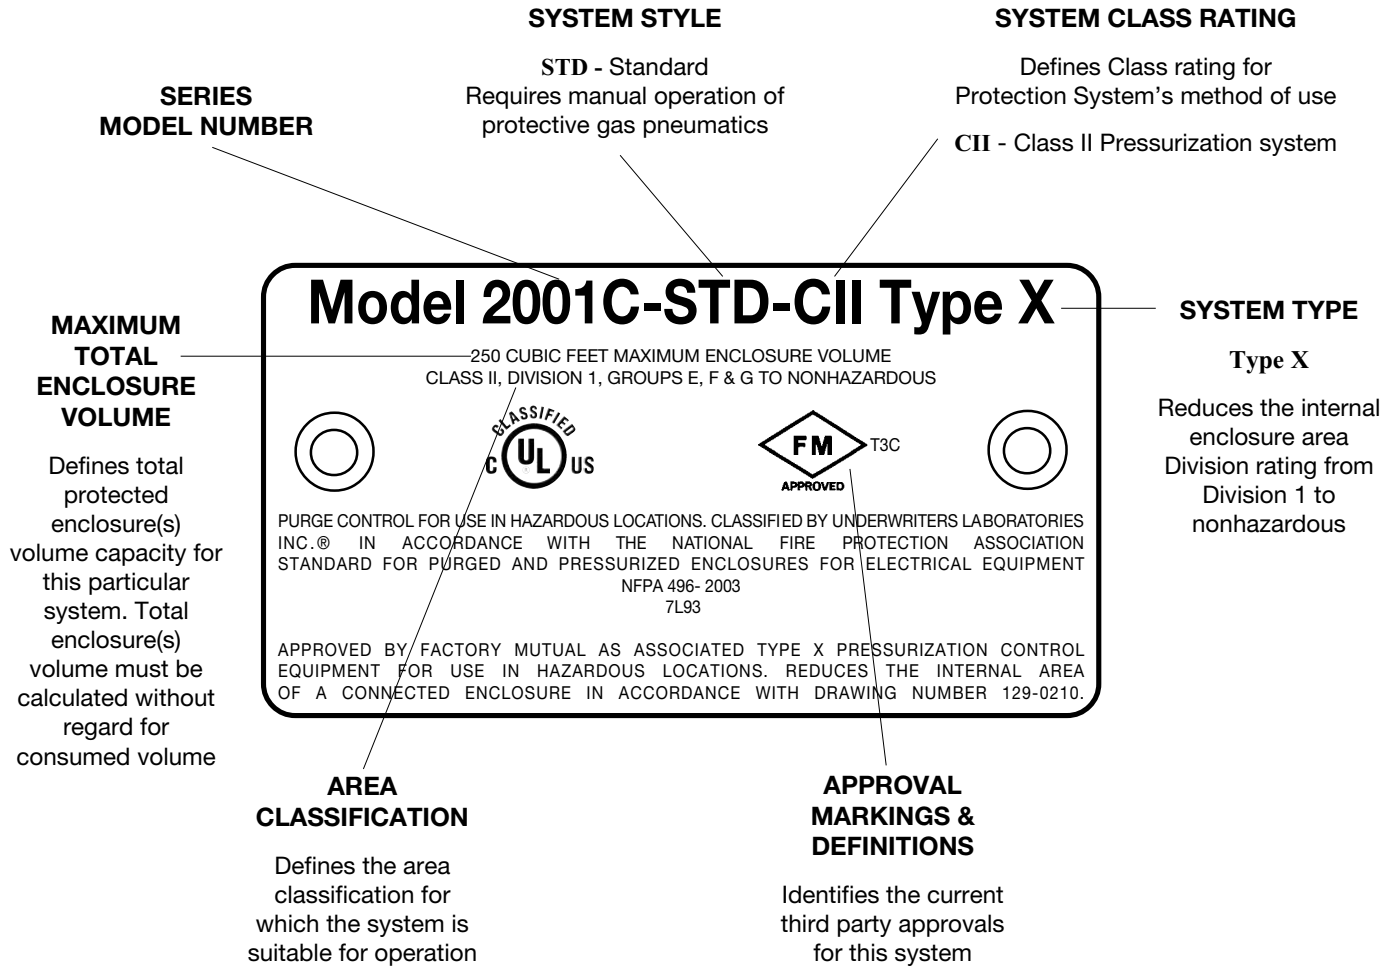 SYSTEM STYLE
STD - Standard
Requires manual operation of
protective gas pneumatics
SYSTEM CLASS RATING
Defines Class rating for
Protection System's method of use
CII - Class II Pressurization system
SERIES
MODEL NUMBER
Model 2001C-STD-CII Type X
250 CUBIC FEET MAXIMUM ENCLOSURE VOLUME
CLASS II, DIVISION 1, GROUPS E, F & G TO NONHAZARDOUS
CLASSIFIED
C UL US
FM T3C
APPROVED
PURGE CONTROL FOR USE IN HAZARDOUS LOCATIONS. CLASSIFIED BY UNDERWRITERS LABORATORIES
INC.® IN ACCORDANCE WITH THE NATIONAL FIRE PROTECTION ASSOCIATION
STANDARD FOR PURGED AND PRESSURIZED ENCLOSURES FOR ELECTRICAL EQUIPMENT
NFPA 496- 2003
7L93
APPROVED BY FACTORY MUTUAL AS ASSOCIATED TYPE X PRESSURIZATION CONTROL
EQUIPMENT FOR USE IN HAZARDOUS LOCATIONS. REDUCES THE INTERNAL AREA
OF A CONNECTED ENCLOSURE IN ACCORDANCE WITH DRAWING NUMBER 129-0210.
MAXIMUM
TOTAL
ENCLOSURE
VOLUME
Defines total
protected
enclosure(s)
volume capacity for
this particular
system. Total
enclosure(s)
volume must be
calculated without
regard for
consumed volume
SYSTEM TYPE
Type X
Reduces the internal
enclosure area
Division rating from
Division 1 to
nonhazardous
AREA
CLASSIFICATION
Defines the area
classification for
which the system is
suitable for operation
APPROVAL
MARKINGS &
DEFINITIONS
Identifies the current
third party approvals
for this system